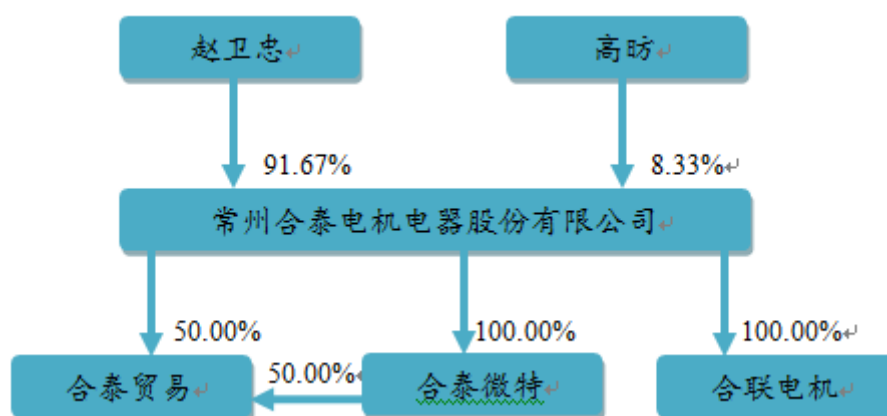 赵卫忠
高昉
91.67%
8.33%
常州合泰电机电器股份有限公司
50.00%
100.00%
100.00%
合泰贸易
50.00%
合泰微特
合联电机